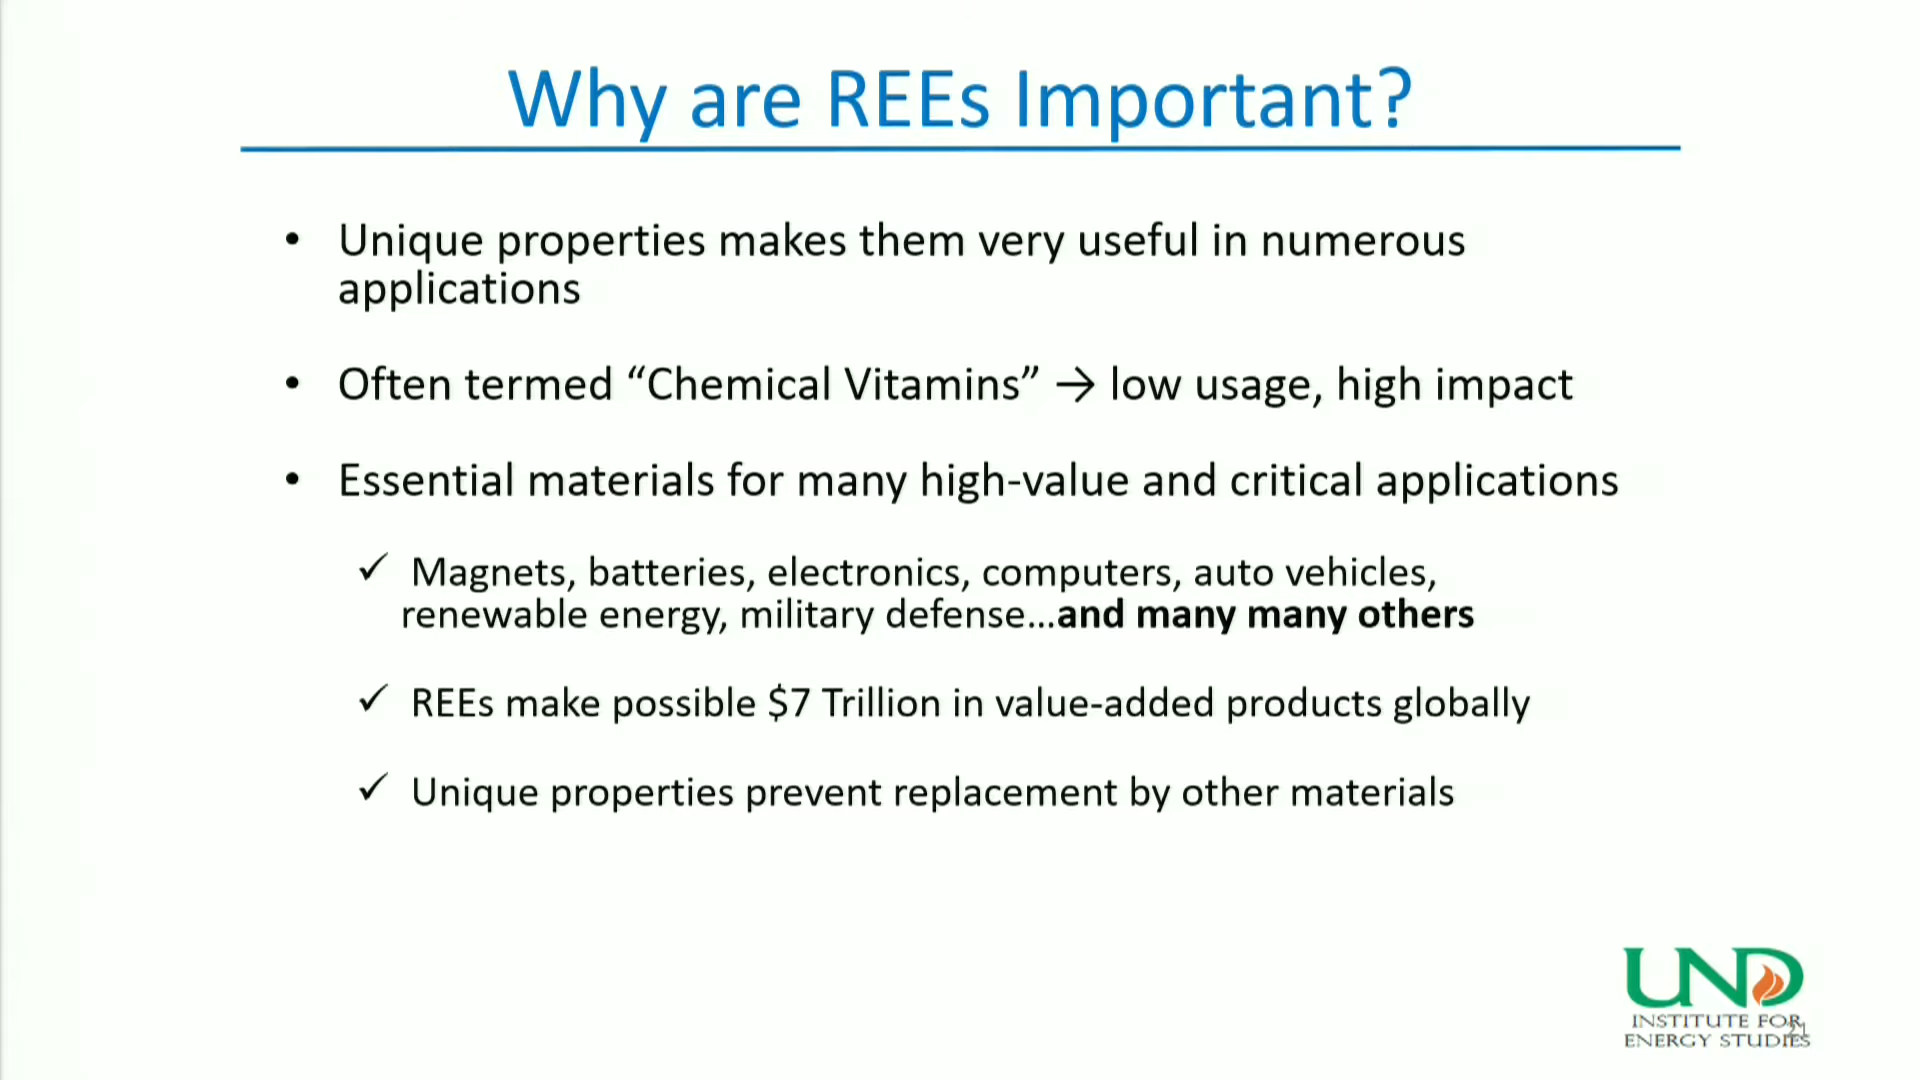 Why are REEs Important?
• Unique properties makes them very useful in numerous
applications
• Often termed “Chemical Vitamins” → low usage, high impact
• Essential materials for many high-value and critical applications
✓ Magnets, batteries, electronics, computers, auto vehicles,
renewable energy, military defense...and many many others
✓ REEs make possible $7 Trillion in value-added products globally
✓ Unique properties prevent replacement by other materials
UND
INSTITUTE FOR
21
ENERGY STUDIES